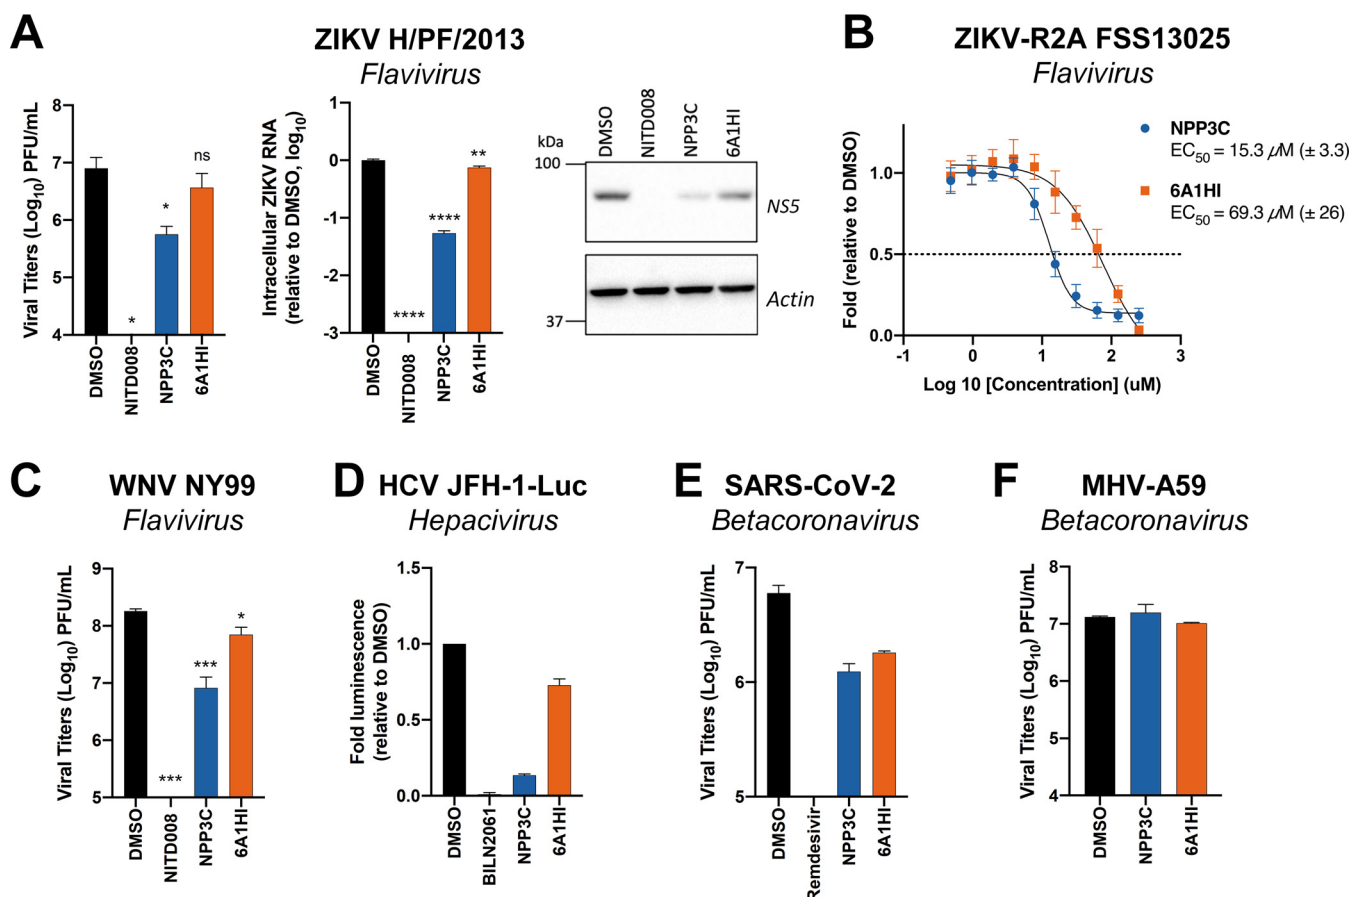 A
ZIKV H/PF/2013
Flavivirus
Viral Titers (Log10) PFU/mL
8
7
6
5
4
ns
*
*
DMSO
NITD008
NPP3C
6A1HI
Intracellular ZIKV RNA
(relative to DMSO, log10)
1
0
-1
-2
-3
**
****
****
DMSO
NITD008
NPP3C
6A1HI
DMSO
NITD008
NPP3C
6A1HI
kDa
100
37
NS5
Actin
B
ZIKV-R2A FSS13025
Flavivirus
Fold (relative to DMSO)
1.0
0.5
0.0
-1
0
1
2
3
Log 10 [Concentration] (uM)
NPP3C
EC50 = 15.3 µM (± 3.3)
6A1HI
EC50 = 69.3 µM (± 26)
C
WNV NY99
Flavivirus
Viral Titers (Log10) PFU/mL
9
8
7
6
5
*
***
***
DMSO
NITD008
NPP3C
6A1HI
D
HCV JFH-1-Luc
Hepacivirus
Fold luminescence
(relative to DMSO)
1.5
1.0
0.5
0.0
DMSO
BILN2061
NPP3C
6A1HI
E
SARS-CoV-2
Betacoronavirus
Viral Titers (Log10) PFU/mL
7
6
5
DMSO
Remdesivir
NPP3C
6A1HI
F
MHV-A59
Betacoronavirus
Viral Titers (Log10) PFU/mL
8
7
6
5
4
DMSO
NPP3C
6A1HI